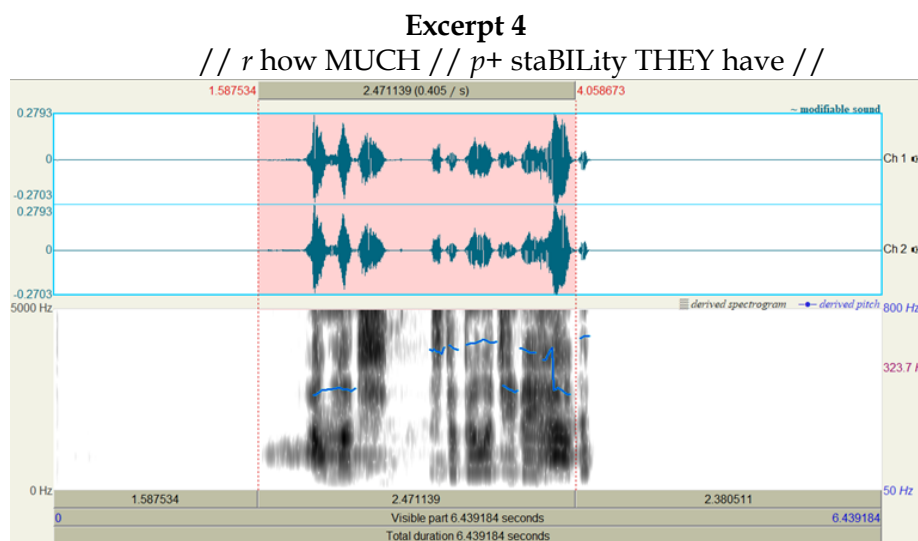 Excerpt 4
// r how MUCH // p+ staBILity THEY have //
1.587534 2.471139 (0.405 / s) 4.058673
~ modifiable sound
0.2793
0 Ch 1
-0.2703
0.2793
0 Ch 2
-0.2703
5000 Hz derived spectrogram derived pitch 800 Hz
323.7
0 Hz 50 Hz
1.587534 2.471139 2.380511
0 Visible part 6.439184 seconds 6.439184
Total duration 6.439184 seconds